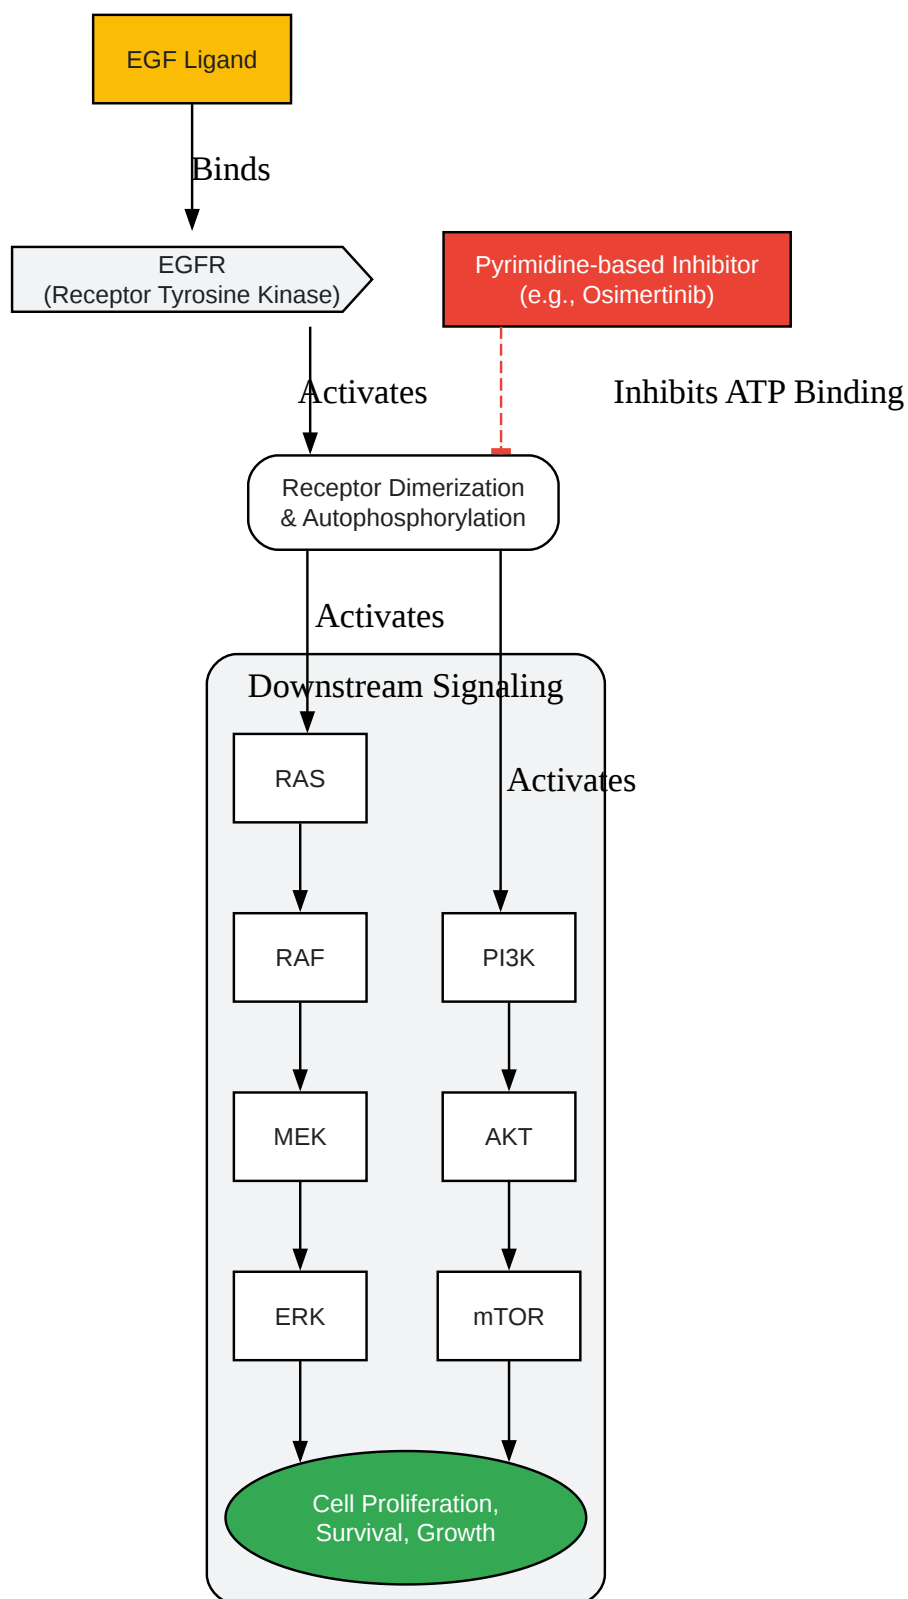 EGF Ligand
Binds
EGFR
(Receptor Tyrosine Kinase)
Pyrimidine-based Inhibitor
(e.g., Osimertinib)
Activates
Inhibits ATP Binding
Receptor Dimerization
& Autophosphorylation
Activates
Downstream Signaling
RAS
Activates
RAF
PI3K
MEK
AKT
ERK
mTOR
Cell Proliferation,
Survival, Growth